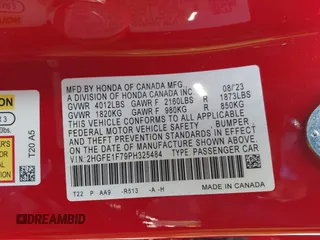 MFD.BY HONDA OF CANADA MFG. 08/'23
A DIVISION OF HONDA CANADA INC.
GVWR 4012LBS GAWR F 2160LBS R 1873LBS
GVWR 1820KG GAWR F 980KG R 850KG
THIS VEHICLE CONFORMS TO ALL APPLICABLE
FEDERAL MOTOR VEHICLE SAFETY, BUMPER,
AND THEFT PREVENTION STANDARDS IN EFFECT
ON THE DATE OF MANUFACTURE SHOWN ABOVE.
VIN: 2HGFE1F79PH325484 TYPE: PASSENGER CAR
T22 P AA9 -R513 -A -H
MADE IN CANADA
T20 A5
DREAMBID